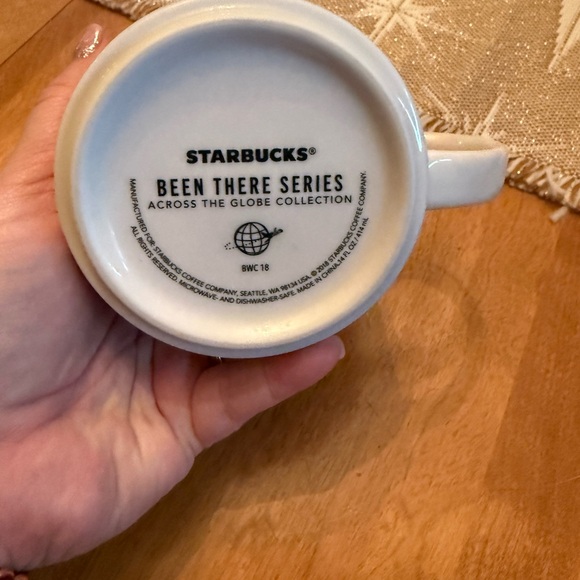 STARBUCKS®
BEEN THERE SERIES
ACROSS THE GLOBE COLLECTION
BWC 18
MANUFACTURED FOR STARBUCKS COFFEE COMPANY, SEATTLE, WA 98134 USA. © 2018 STARBUCKS COFFEE COMPANY.
ALL RIGHTS RESERVED. MICROWAVE- AND DISHWASHER-SAFE. MADE IN CHINA. 14 FL OZ / 414 mL